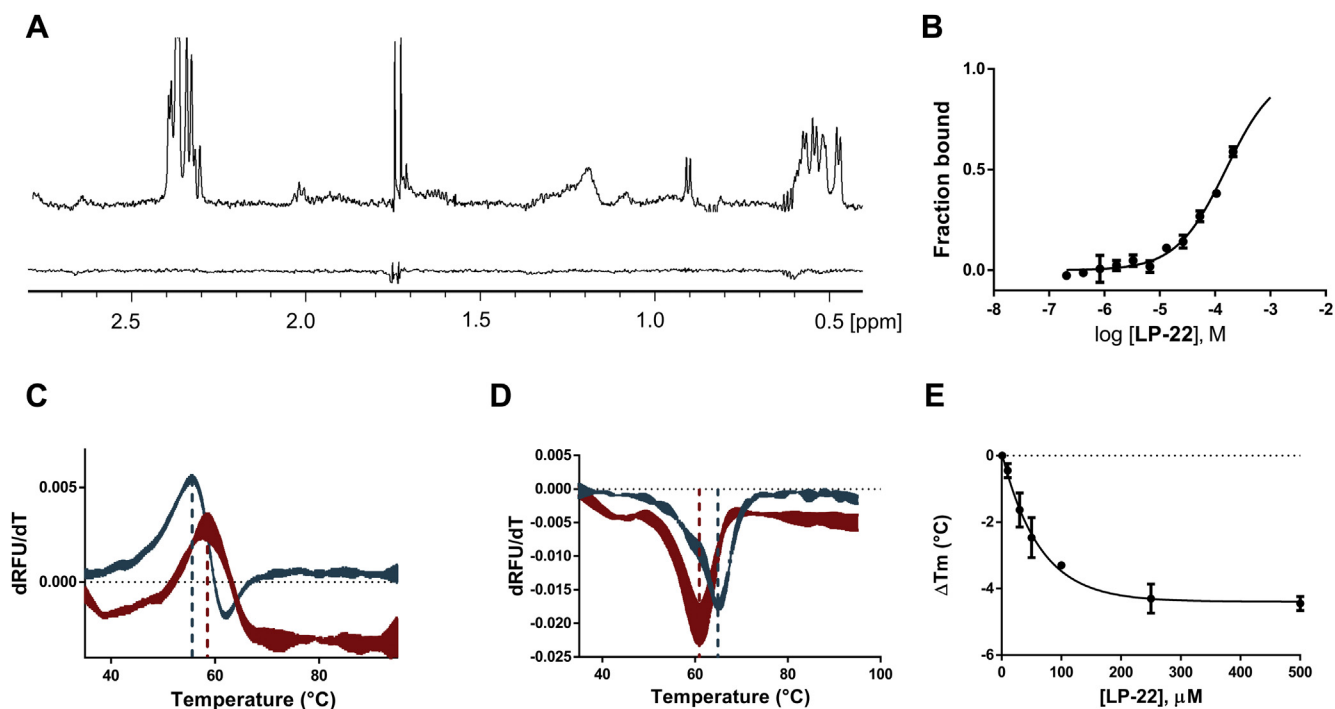 A
2.5
2.0
1.5
1.0
0.5 [ppm]
B
Fraction bound
1.0
0.5
0.0
-8
-7
-6
-5
-4
-3
-2
log [LP-22], M
C
dRFU/dT
0.005
0.000
40
60
80
Temperature (°C)
D
dRFU/dT
0.005
0.000
-0.005
-0.010
-0.015
-0.020
-0.025
40
60
80
100
Temperature (°C)
E
ΔTm (°C)
0
-2
-4
-6
0
100
200
300
400
500
[LP-22], μM